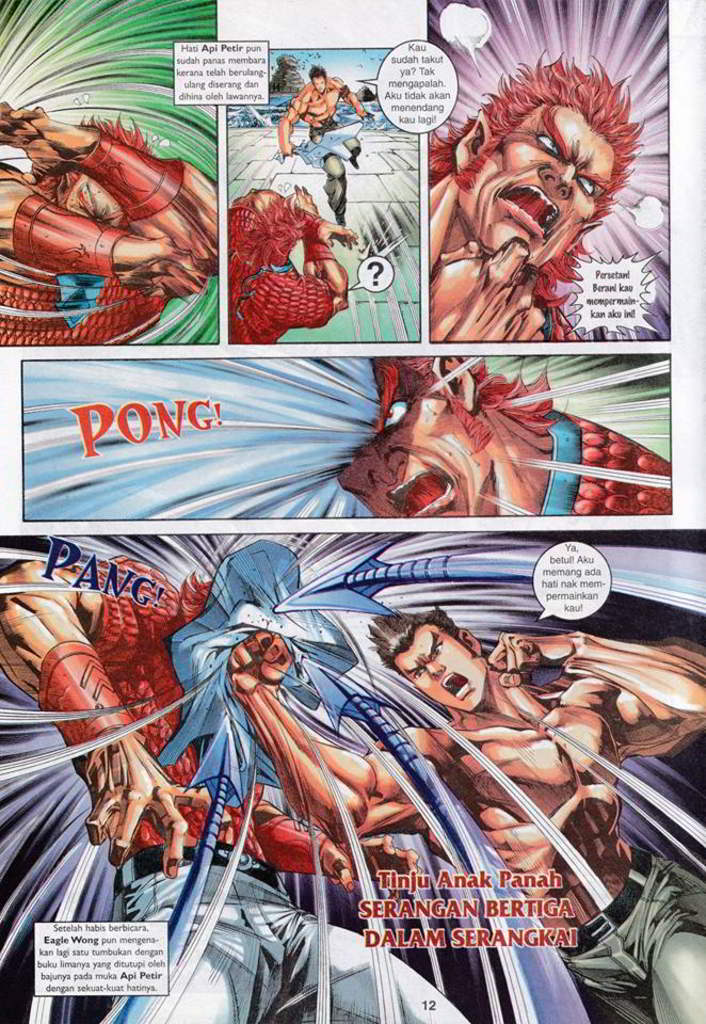 Hati Api Petir pun
sudah panas membara
kerana telah berulang-
ulang diserang dan
dihina oleh lawannya.
Kau
sudah takut
ya? Tak
mengapalah.
Aku tidak akan
menendang
kau lagi!
?
Persetan!
Berani kau
mempermain-
kan aku ini!
PONG!
PANG!
Ya,
betul! Aku
memang ada
hati nak mem-
permainkan
kau!
Tinju Anak Panah
SERANGAN BERTIGA
DALAM SERANGKAI
Setelah habis berbicara,
Eagle Wong pun mengena-
kan lagi satu tumbukan dengan
buku limanya yang ditutupi oleh
bajunya pada muka Api Petir
dengan sekuat-kuat hatinya.
12